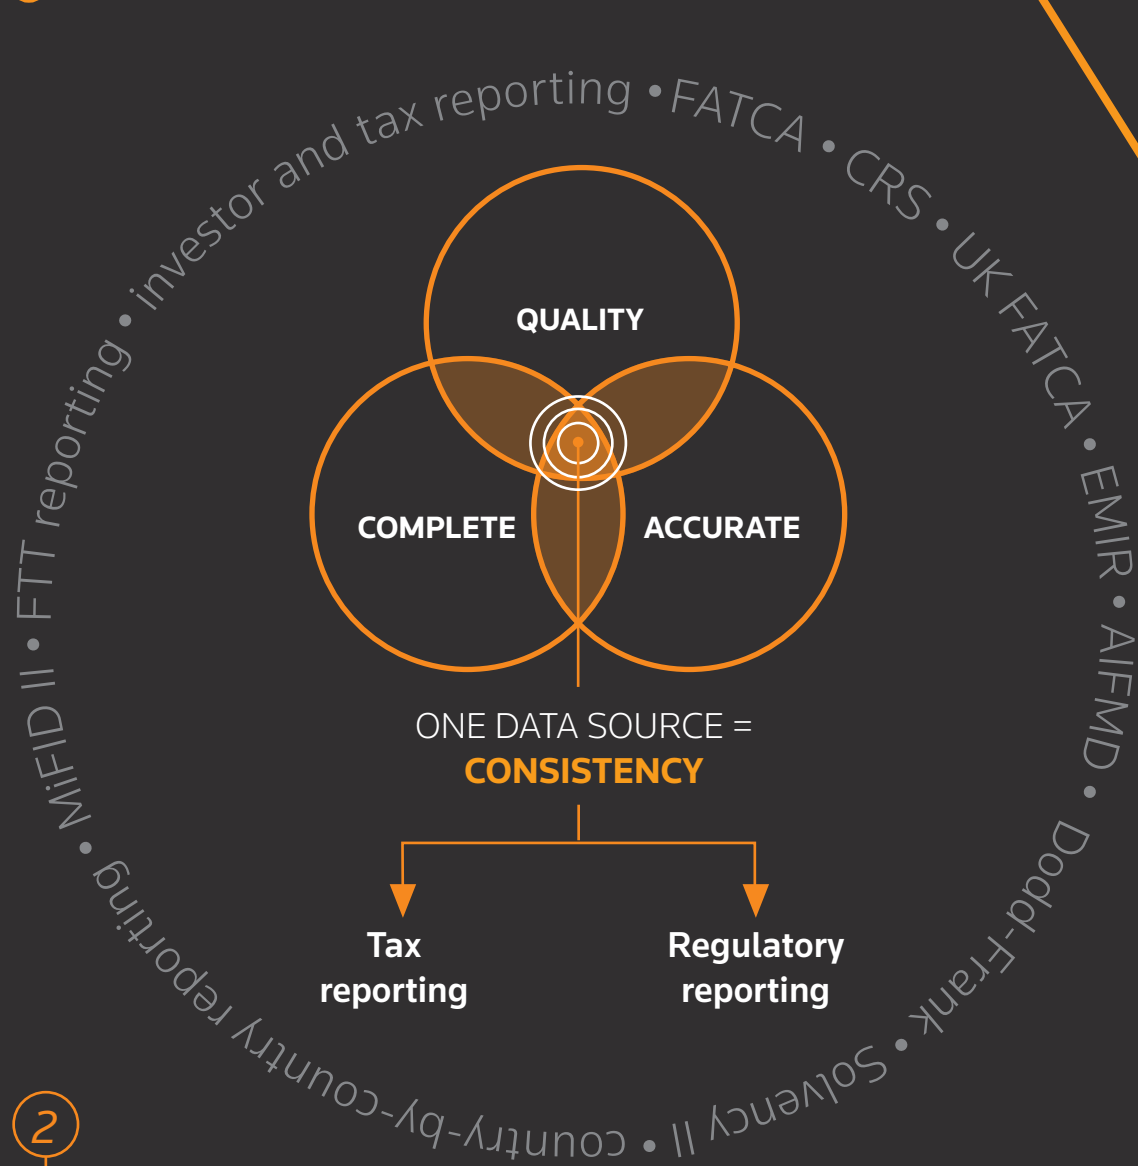 investor and tax reporting • FATCA • CRS • UK FATCA • EMIR • AIFMD • Dodd-Frank • Solvency II • country-by-country reporting • MiFID II • FTT reporting •
QUALITY
COMPLETE
ACCURATE
ONE DATA SOURCE =
CONSISTENCY
Tax
reporting
Regulatory
reporting
2